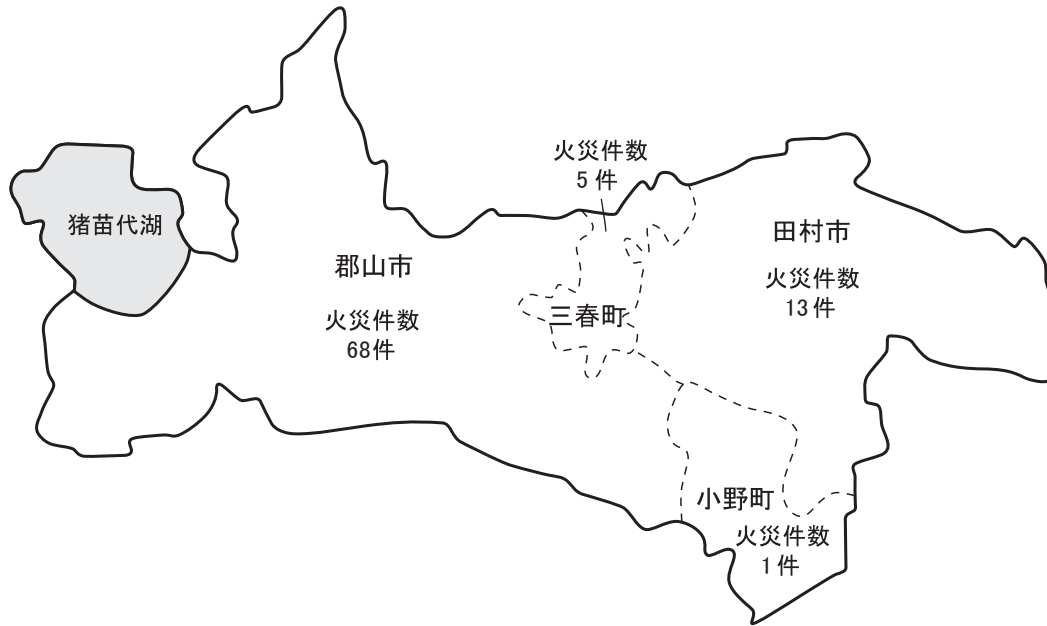 火災件数
5件
猪苗代湖
郡山市
火災件数
68件
三春町
田村市
火災件数
13件
小野町
火災件数
1件